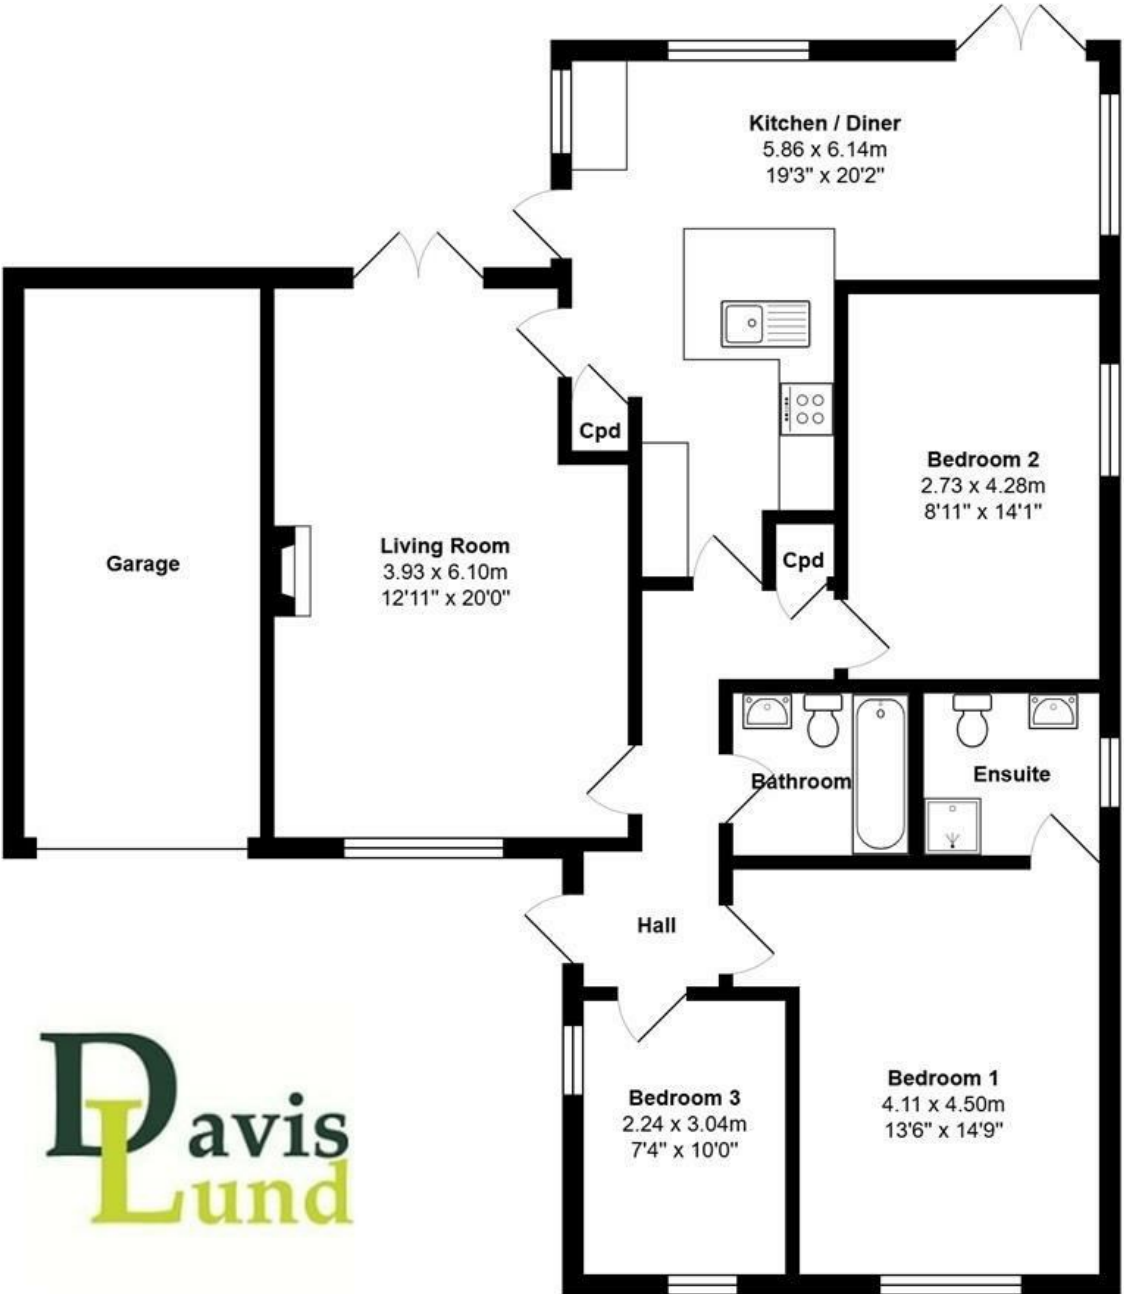 Kitchen / Diner
5.86 x 6.14m
19'3" x 20'2"
Cpd
Bedroom 2
2.73 x 4.28m
8'11" x 14'1"
Garage
Living Room
3.93 x 6.10m
12'11" x 20'0"
Cpd
Bathroom
Ensuite
Hall
Bedroom 1
4.11 x 4.50m
13'6" x 14'9"
Bedroom 3
2.24 x 3.04m
7'4" x 10'0"
Davis
Lund